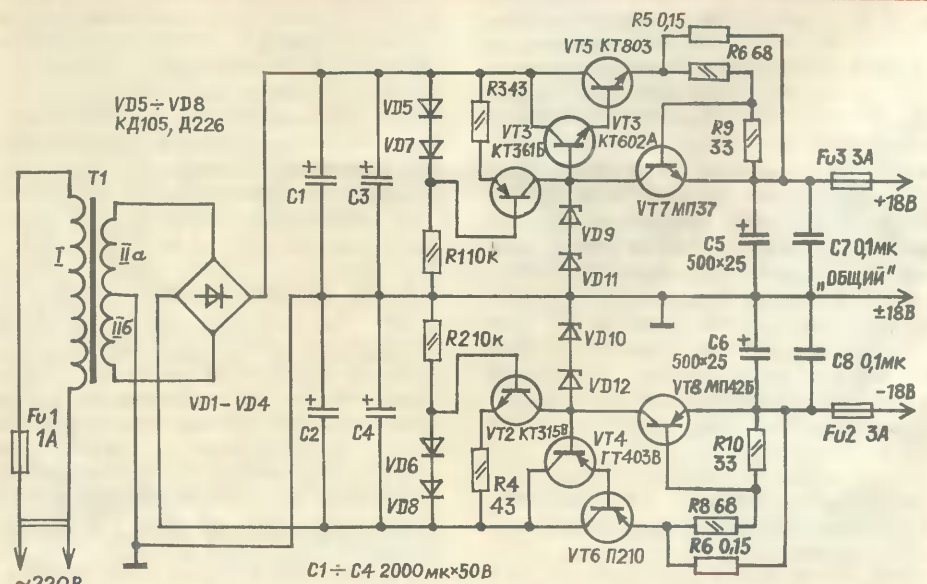 R5 0,15
VT5 КТ803
R6 68
VD5÷VD8
КД105, Д226
VD5
R3 43
VD7
VT3
КТ361Б
VT3
КТ602А
R9
33
Fu3 3A
T1
C1
C3
VT7 МП37
+18В
I
IIа
VD9
C5
500×25
C7 0,1мк
R1 10к
VD11
„ОБЩИЙ"
±18В
IIб
R2 10к
VD10
C6
500×25
C8 0,1мк
VD12
VT8 МП42Б
-18В
VD1-VD4
Fu1
1A
C2
C4
VT2 КТ315В
VT4
ГТ403В
Fu2 3A
VD6
R10
33
VD8
R4
43
R8 68
VT6 П210
R6 0,15
~220В
C1÷C4 2000мк×50В